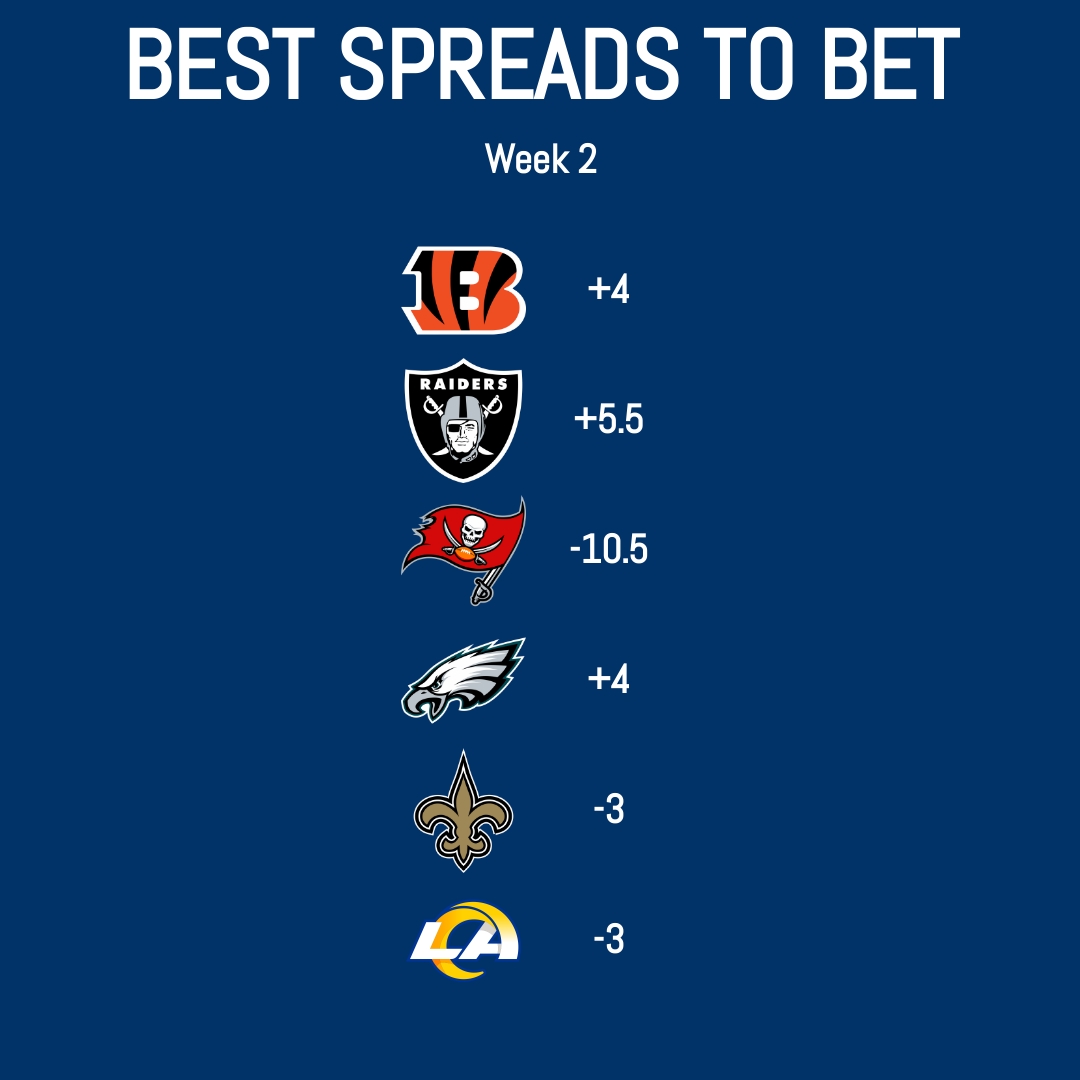 BEST SPREADS TO BET
Week 2
B +4
RAIDERS
+5.5
-10.5
+4
-3
LA -3